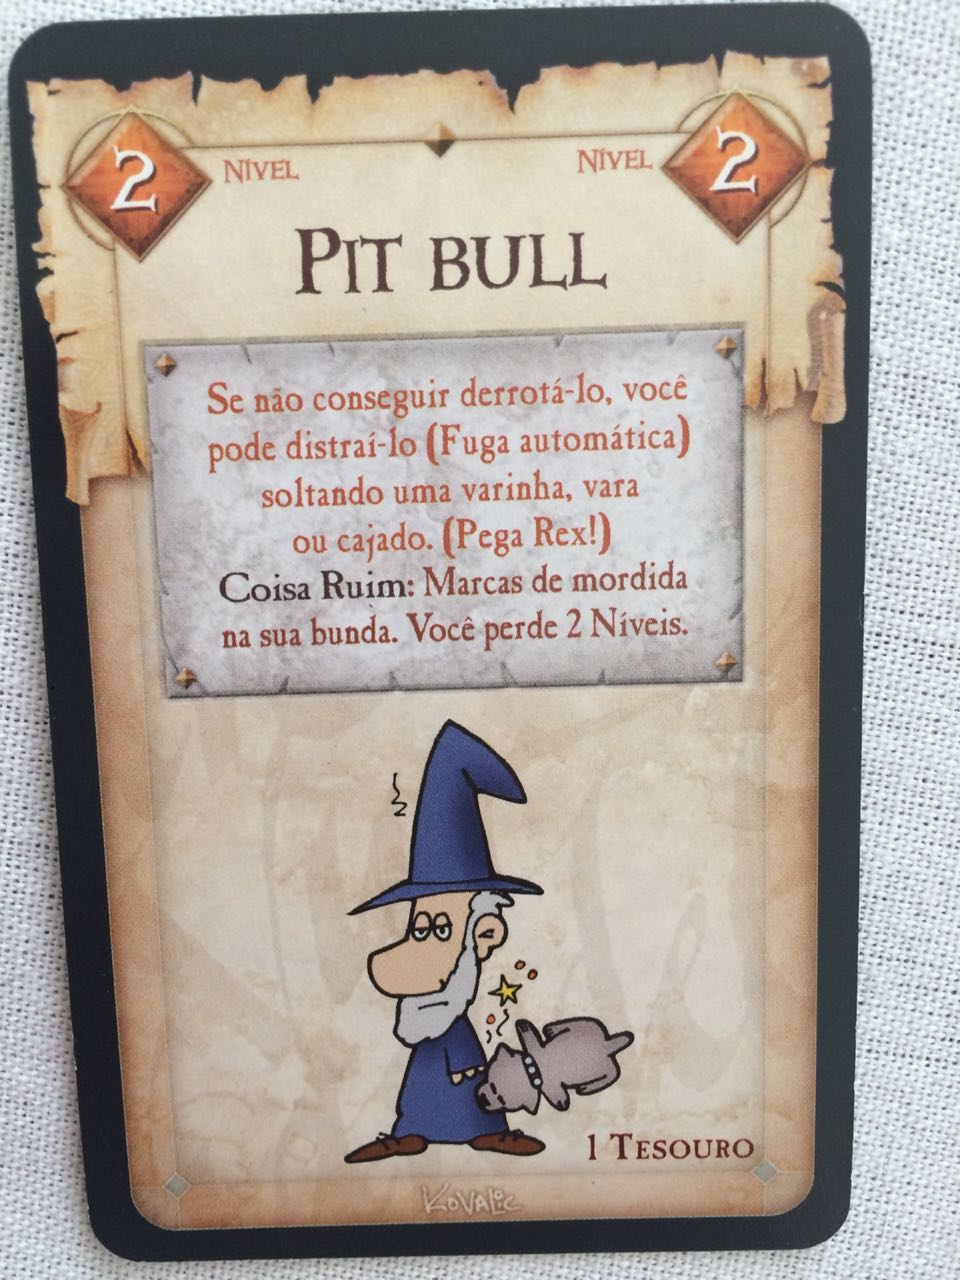 2 NÍVEL NÍVEL 2
PIT BULL
Se não conseguir derrotá-lo, você
pode distraí-lo (Fuga automática)
soltando uma varinha, vara
ou cajado. (Pega Rex!)
Coisa Ruim: Marcas de mordida
na sua bunda. Você perde 2 Níveis.
1 TESOURO
KOVALIC